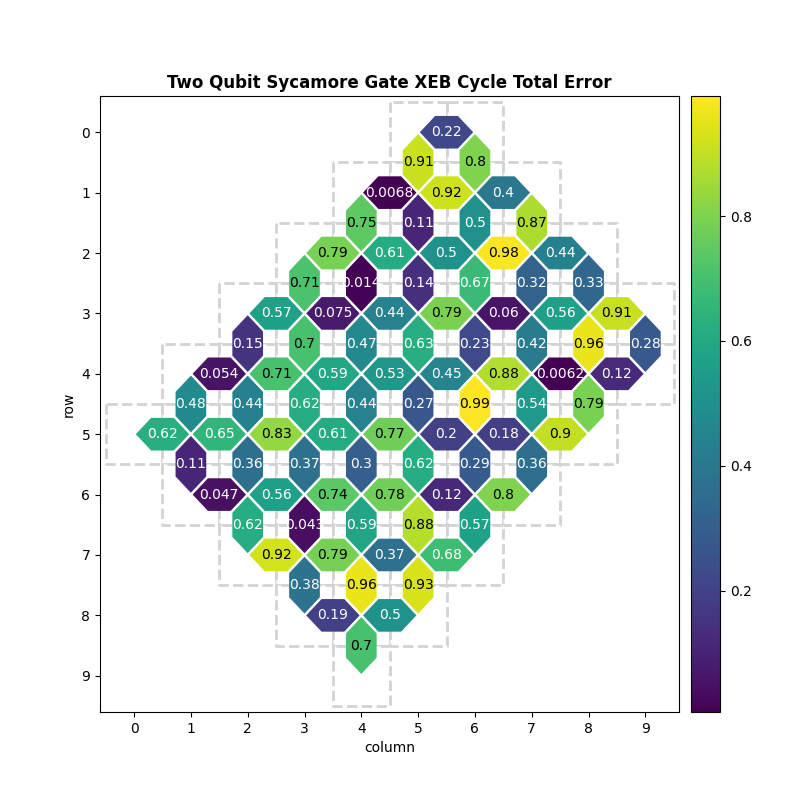 Two Qubit Sycamore Gate XEB Cycle Total Error
0 0.22
0.91 0.8
1 0.0068 0.92 0.4
0.75 0.11 0.5 0.87
0.8
2 0.79 0.61 0.5 0.98 0.44
0.71 0.014 0.14 0.67 0.32 0.33
3 0.57 0.075 0.44 0.79 0.06 0.56 0.91
0.15 0.7 0.47 0.63 0.23 0.42 0.96 0.28
0.6
4 0.054 0.71 0.59 0.53 0.45 0.88 0.0062 0.12
0.48 0.44 0.62 0.44 0.27 0.99 0.54 0.79
row
5 0.62 0.65 0.83 0.61 0.77 0.2 0.18 0.9
0.11 0.36 0.37 0.3 0.62 0.29 0.36
0.4
6 0.047 0.56 0.74 0.78 0.12 0.8
0.62 0.043 0.59 0.88 0.57
7 0.92 0.79 0.37 0.68
0.38 0.96 0.93
0.2
8 0.19 0.5
0.7
9
0 1 2 3 4 5 6 7 8 9
column